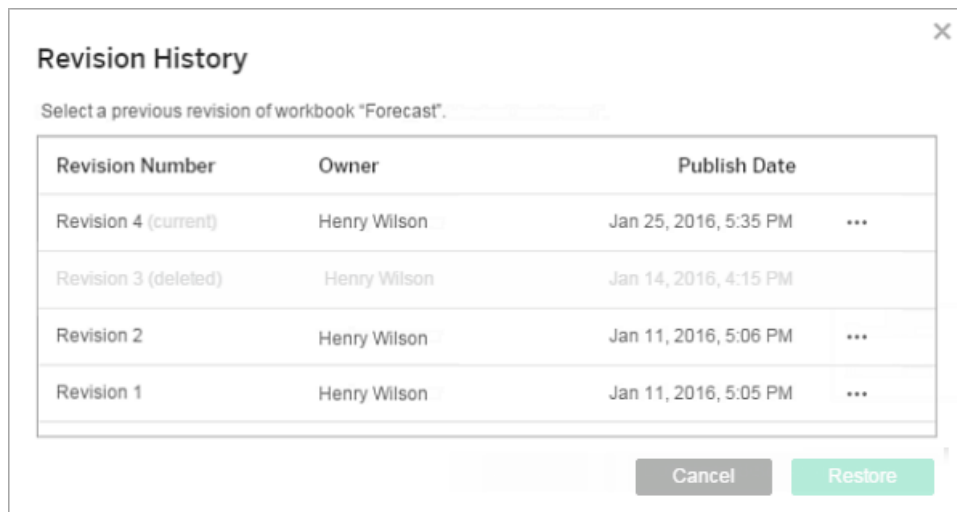 Revision History
Select a previous revision of workbook “Forecast”.
Revision Number Owner Publish Date
Revision 4 (current) Henry Wilson Jan 25, 2016, 5:35 PM
Revision 3 (deleted) Henry Wilson Jan 14, 2016, 4:15 PM
Revision 2 Henry Wilson Jan 11, 2016, 5:06 PM
Revision 1 Henry Wilson Jan 11, 2016, 5:05 PM
Cancel Restore